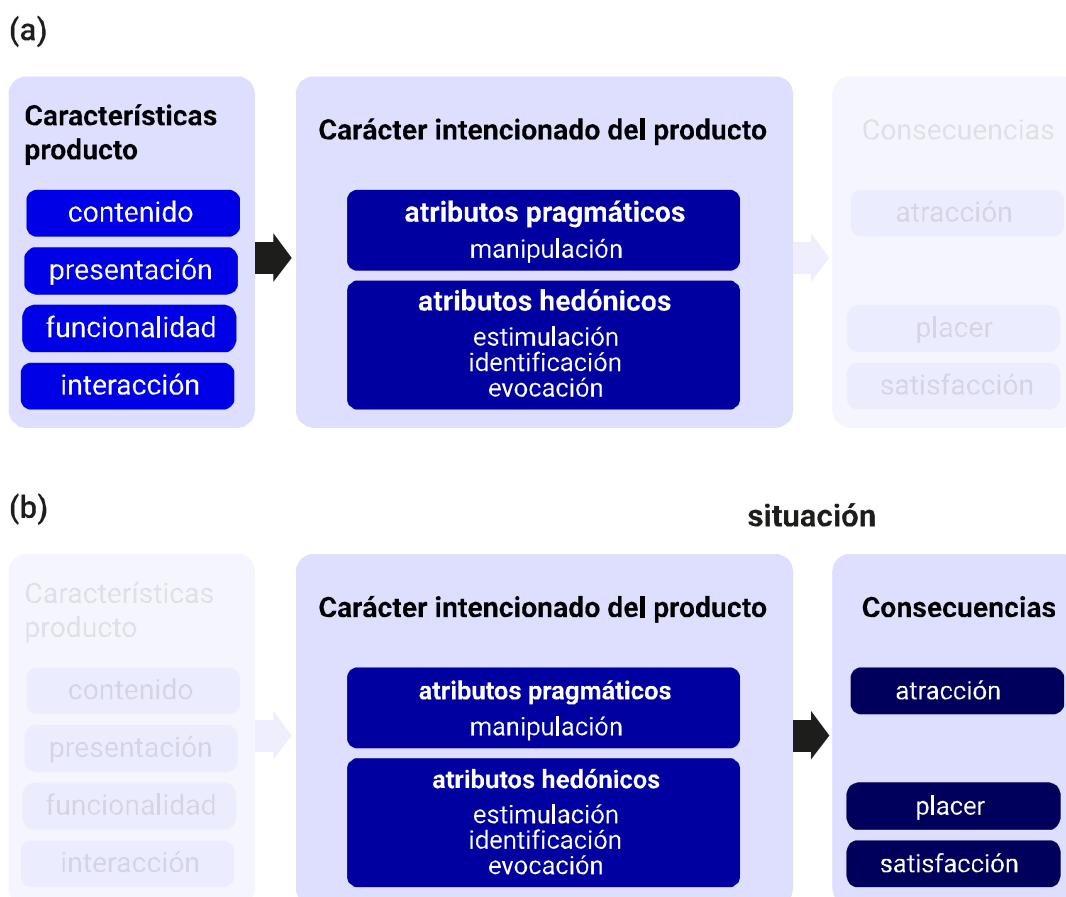 (a)
Característísticas
producto
contenido
presentación
funcionalidad
interacción
Carácter intencionado del producto
atributos pragmáticos
manipulación
atributos hedónicos
estimulación
identificación
evocación
Consecuencias
atracción
placer
satisfacción
(b)
situación
Característísticas
producto
contenido
presentación
funcionalidad
interacción
Carácter intencionado del producto
atributos pragmáticos
manipulación
atributos hedónicos
estimulación
identificación
evocación
Consecuencias
atracción
placer
satisfacción